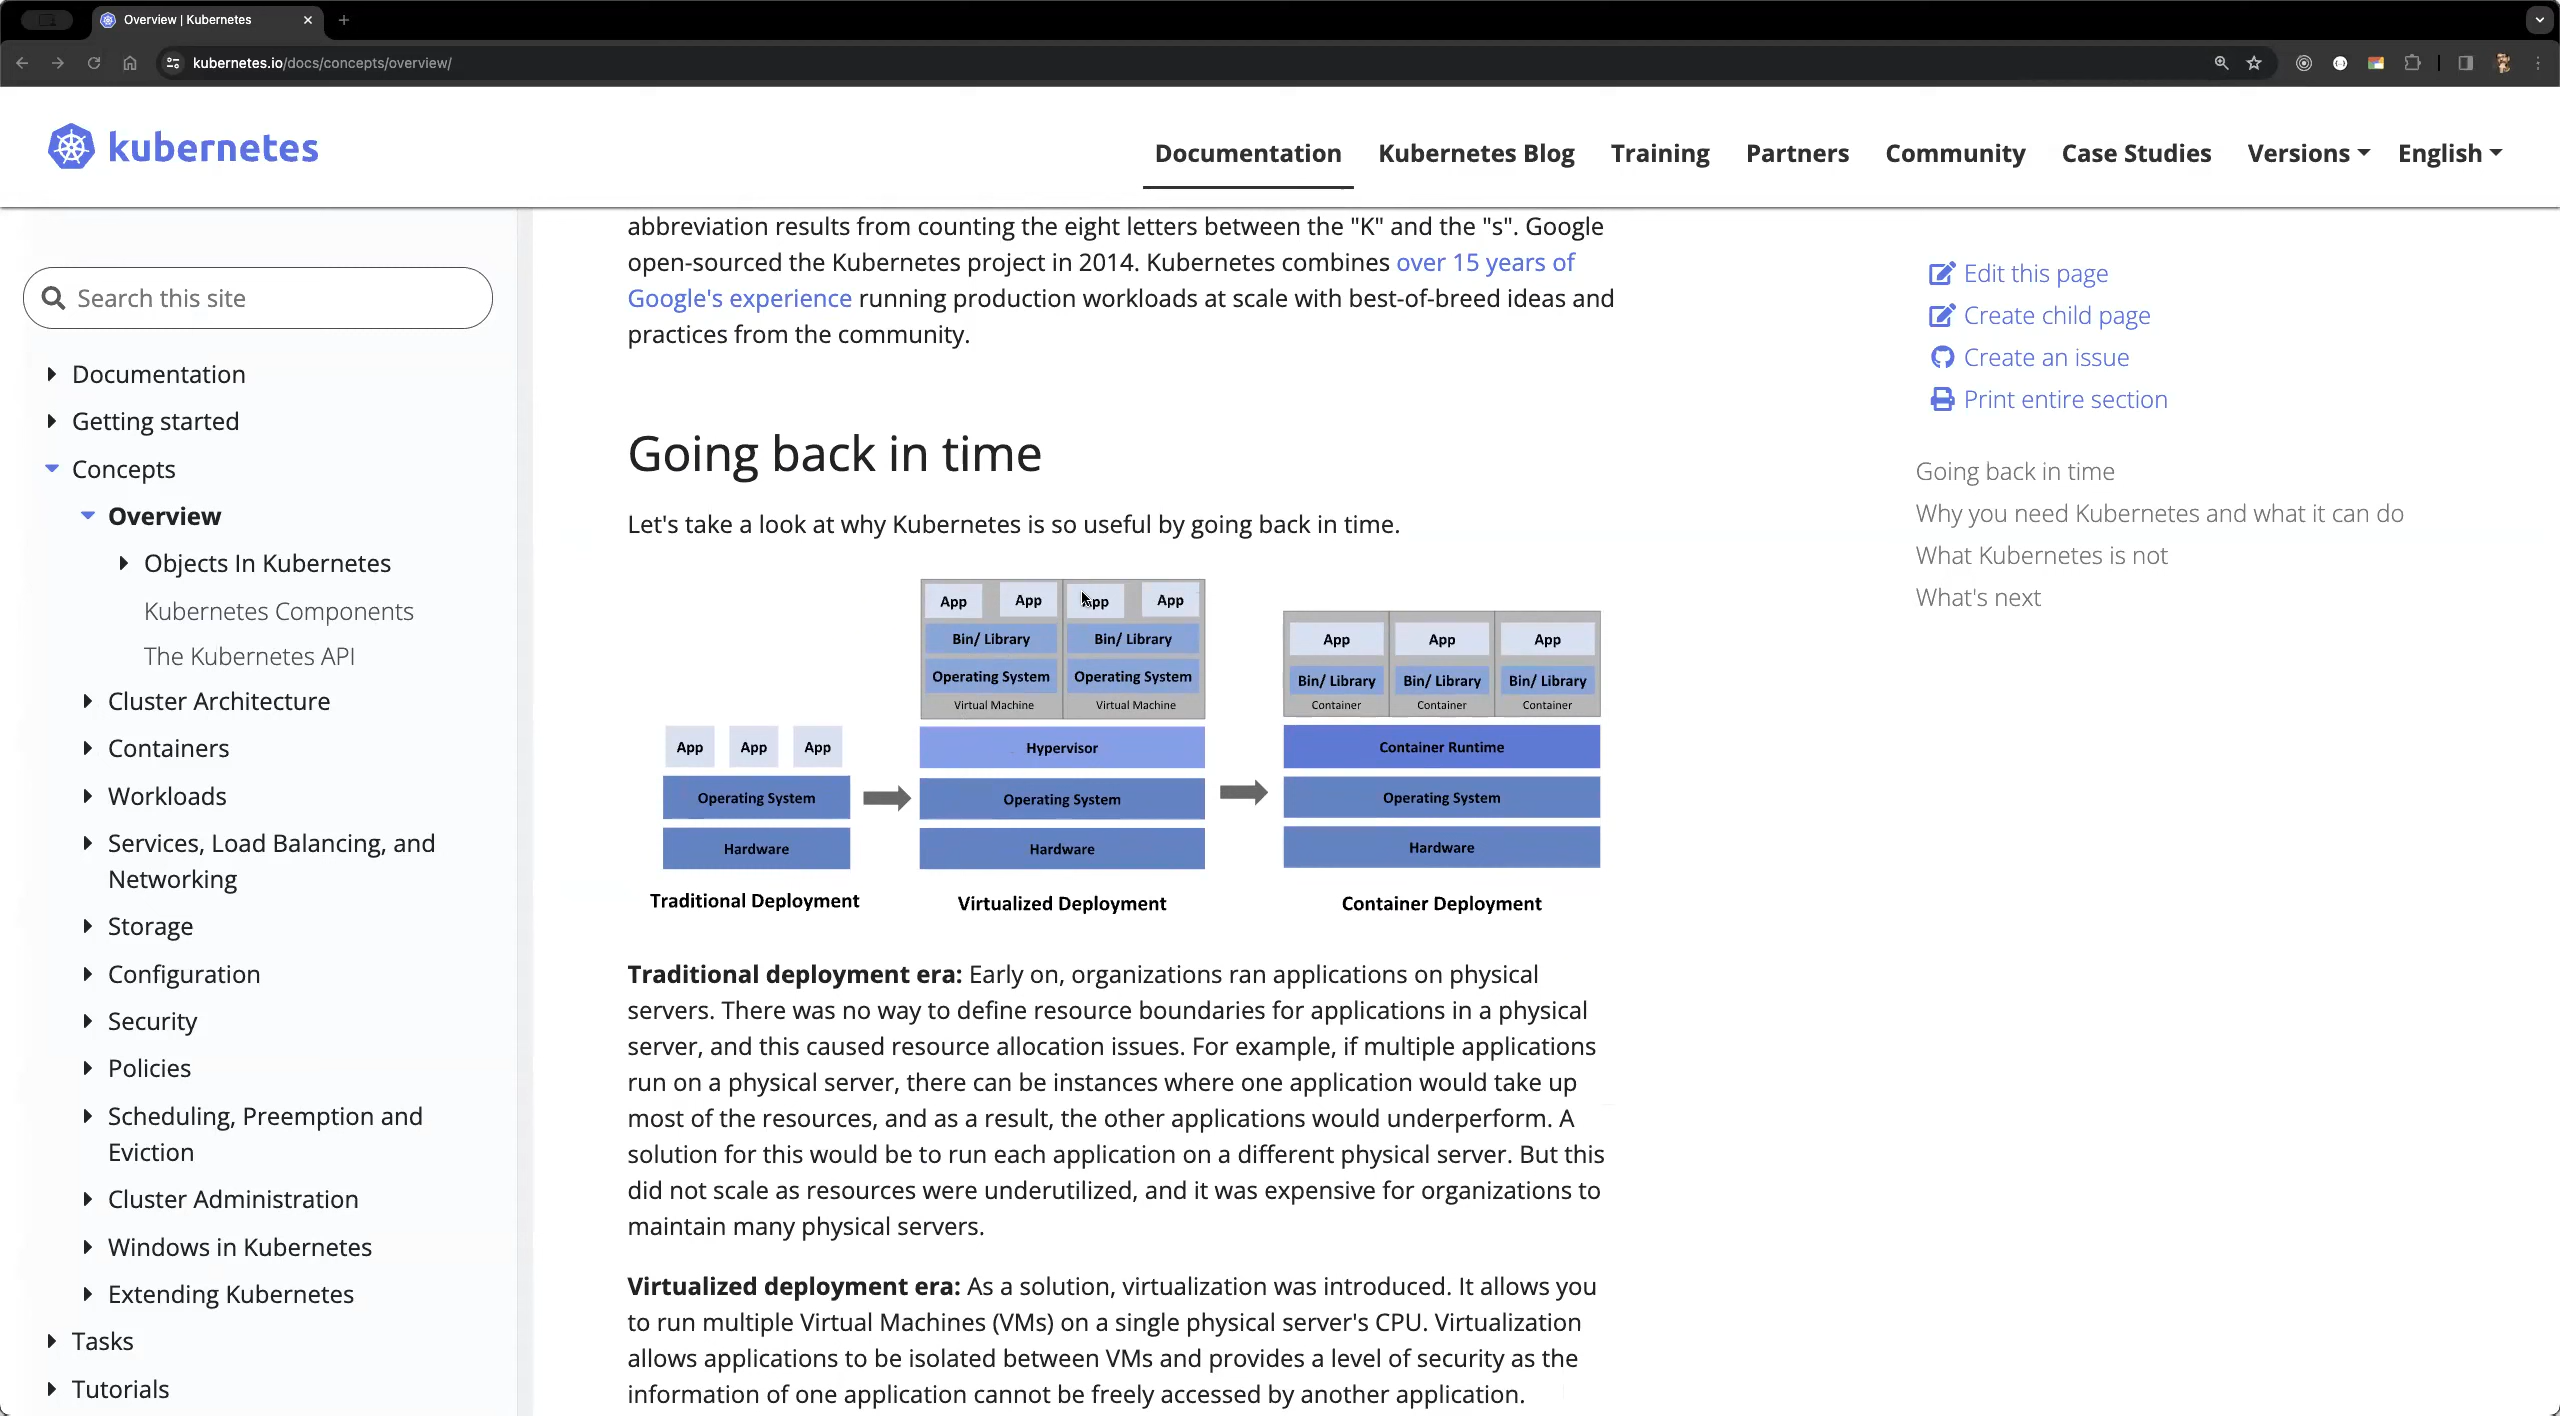 Overview | Kubernetes
kubernetes.io/docs/concepts/overview/
kubernetes
Documentation
Kubernetes Blog
Training
Partners
Community
Case Studies
Versions
English
Search this site
Documentation
Getting started
Concepts
Overview
Objects In Kubernetes
Kubernetes Components
The Kubernetes API
Cluster Architecture
Containers
Workloads
Services, Load Balancing, and
Networking
Storage
Configuration
Security
Policies
Scheduling, Preemption and
Eviction
Cluster Administration
Windows in Kubernetes
Extending Kubernetes
Tasks
Tutorials
abbreviation results from counting the eight letters between the "K" and the "s". Google
open-sourced the Kubernetes project in 2014. Kubernetes combines over 15 years of
Google's experience running production workloads at scale with best-of-breed ideas and
practices from the community.
Going back in time
Let's take a look at why Kubernetes is so useful by going back in time.
App App App
Operating System
Hardware
Traditional Deployment
App App App App
Bin/ Library Bin/ Library
Operating System Operating System
Virtual Machine Virtual Machine
Hypervisor
Operating System
Hardware
Virtualized Deployment
App App App
Bin/ Library Bin/ Library Bin/ Library
Container Container Container
Container Runtime
Operating System
Hardware
Container Deployment
Traditional deployment era: Early on, organizations ran applications on physical
servers. There was no way to define resource boundaries for applications in a physical
server, and this caused resource allocation issues. For example, if multiple applications
run on a physical server, there can be instances where one application would take up
most of the resources, and as a result, the other applications would underperform. A
solution for this would be to run each application on a different physical server. But this
did not scale as resources were underutilized, and it was expensive for organizations to
maintain many physical servers.
Virtualized deployment era: As a solution, virtualization was introduced. It allows you
to run multiple Virtual Machines (VMs) on a single physical server's CPU. Virtualization
allows applications to be isolated between VMs and provides a level of security as the
information of one application cannot be freely accessed by another application.
Edit this page
Create child page
Create an issue
Print entire section
Going back in time
Why you need Kubernetes and what it can do
What Kubernetes is not
What's next